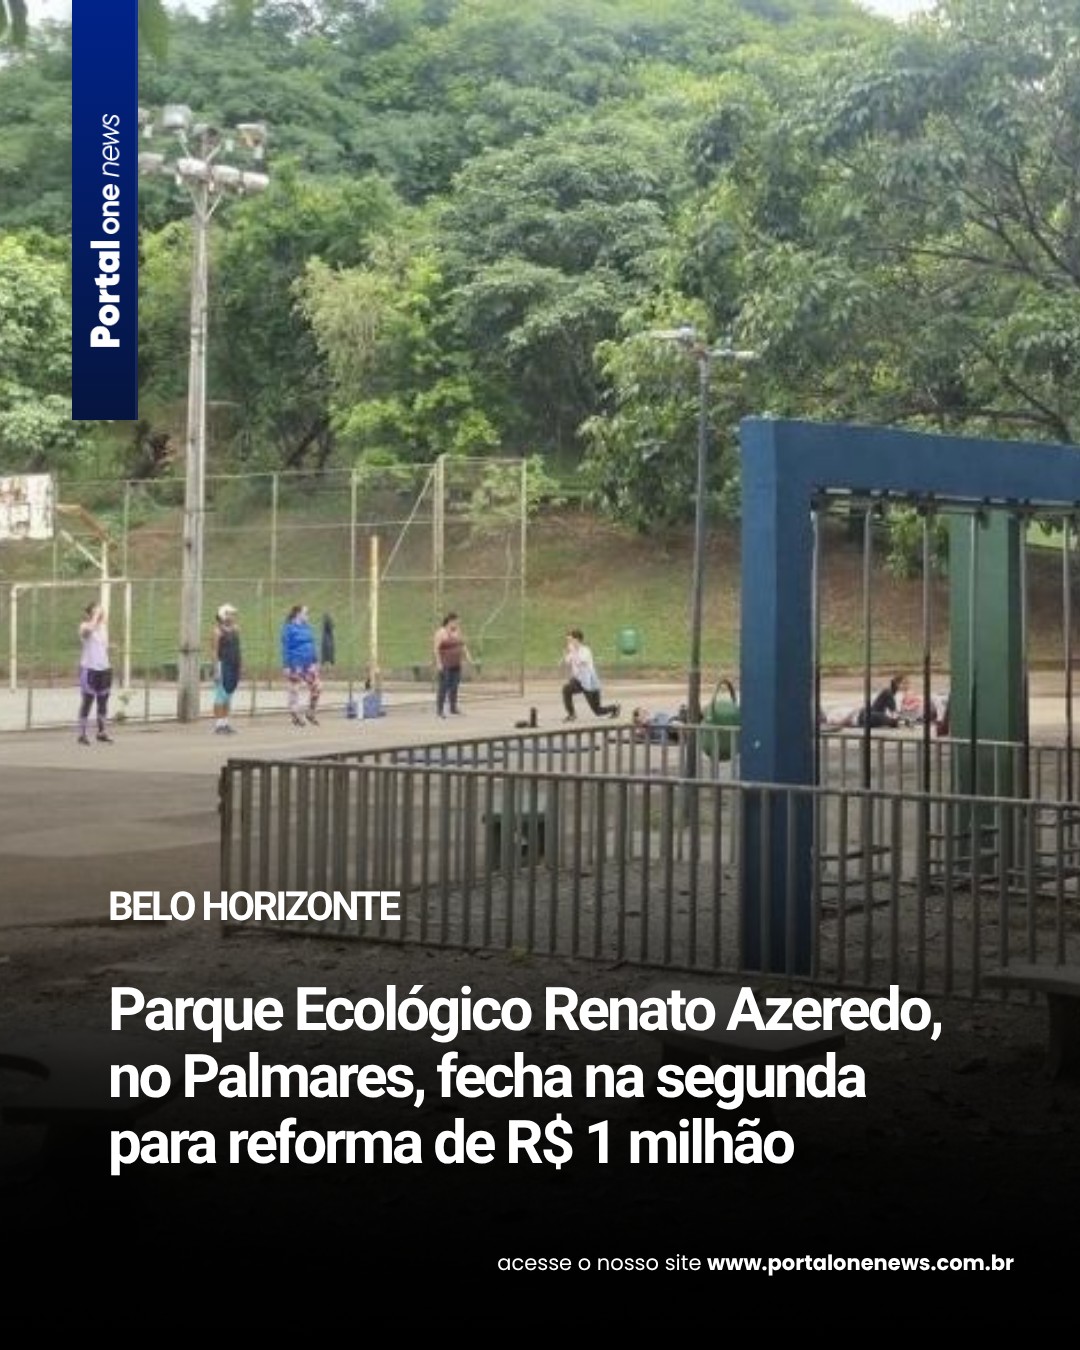 Portal one news
BELO HORIZONTE
Parque Ecológico Renato Azeredo,
no Palmares, fecha na segunda
para reforma de R$ 1 milhão
acesse o nosso site www.portalonenews.com.br